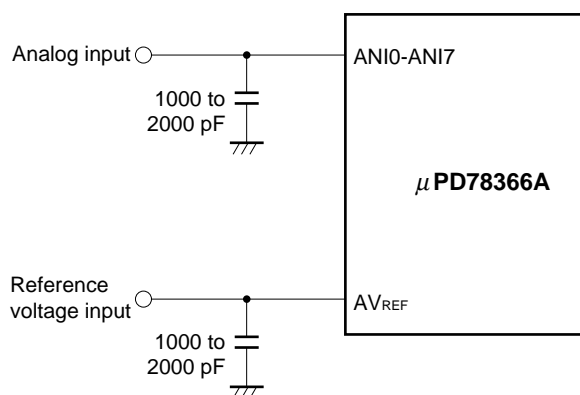 Analog input
ANI0-ANI7
1000 to
2000 pF
μPD78366A
Reference
voltage input
AVREF
1000 to
2000 pF